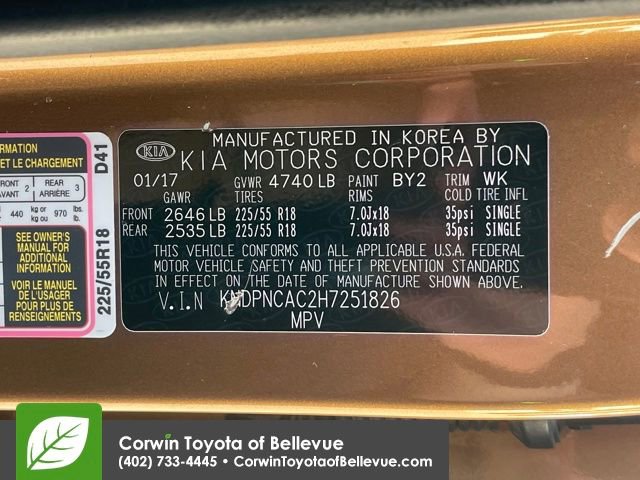 RMATION
ET LE CHARGEMENT
FRONT 2 REAR 3
AVANT ARRIÈRE
440 kg or kg ou 970 lbs. lb.
SEE OWNER'S
MANUAL FOR
ADDITIONAL
INFORMATION
VOIR LE MANUEL
DE L'USAGER
POUR PLUS DE
RENSEIGNEMENTS
225/55R18 D41
MANUFACTURED IN KOREA BY
KIA KIA MOTORS CORPORATION
01/17 GVWR 4740 LB PAINT BY2 TRIM WK
GAWR TIRES RIMS COLD TIRE INFL
FRONT 2646 LB 225/55 R18 7.0Jx18 35psi SINGLE
REAR 2535 LB 225/55 R18 7.0Jx18 35psi SINGLE
THIS VEHICLE CONFORMS TO ALL APPLICABLE U.S.A. FEDERAL
MOTOR VEHICLE SAFETY AND THEFT PREVENTION STANDARDS
IN EFFECT ON THE DATE OF MANUFACTURE SHOWN ABOVE.
V.I.N
MPV
Corwin Toyota of Bellevue
(402) 733-4445 • CorwinToyotaofBellevue.com